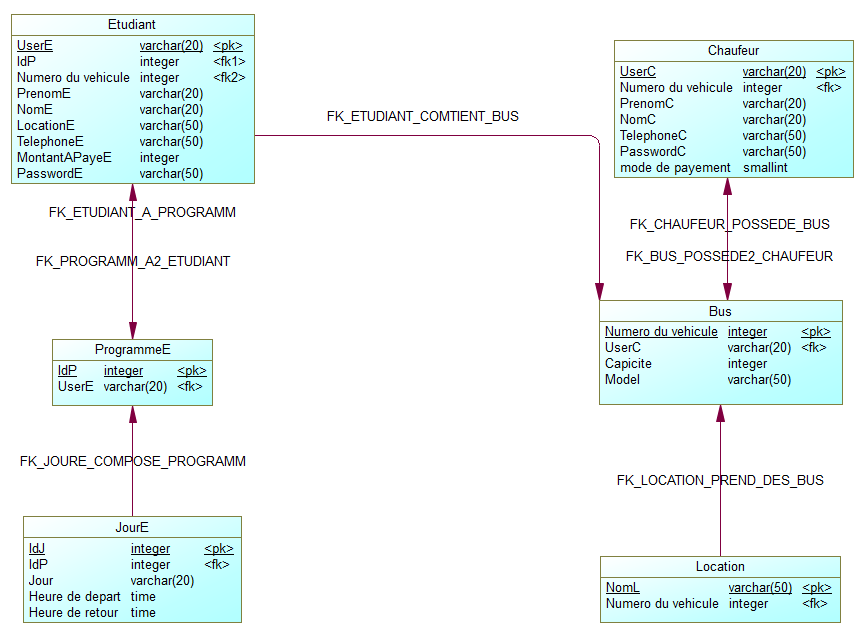 Etudiant
UserE varchar(20) <pk>
IdP integer <fk1>
Numero du vehicule integer <fk2>
PrenomE varchar(20)
NomE varchar(20)
LocationE varchar(50)
TelephoneE varchar(50)
MontantAPayeE integer
PasswordE varchar(50)
Chaufeur
UserC varchar(20) <pk>
Numero du vehicule integer <fk>
PrenomC varchar(20)
NomC varchar(20)
TelephoneC varchar(50)
PasswordC varchar(50)
mode de payement smallint
FK_ETUDIANT_COMTIENT_BUS
FK_ETUDIANT_A_PROGRAMM
FK_PROGRAMM_A2_ETUDIANT
FK_CHAUFEUR_POSSEDE_BUS
FK_BUS_POSSEDE2_CHAUFEUR
ProgrammeE
IdP integer <pk>
UserE varchar(20) <fk>
Bus
Numero du vehicule integer <pk>
UserC varchar(20) <fk>
Capicite integer
Model varchar(50)
FK_JOURE_COMPOSE_PROGRAMM
FK_LOCATION_PREND_DES_BUS
JourE
IdJ integer <pk>
IdP integer <fk>
Jour varchar(20)
Heure de depart time
Heure de retour time
Location
NomL varchar(50) <pk>
Numero du vehicule integer <fk>